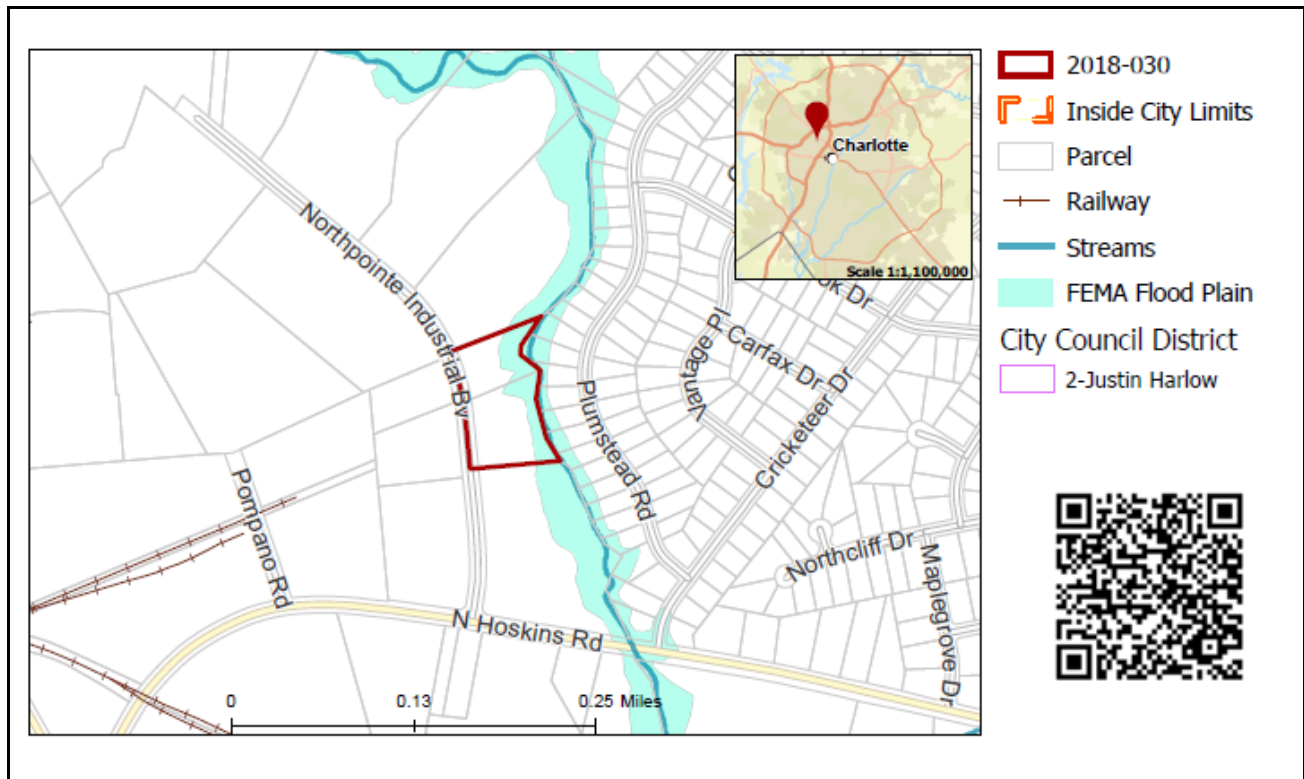 2018-030
Inside City Limits
Parcel
Railway
Streams
FEMA Flood Plain
City Council District
2-Justin Harlow
Charlotte
Scale 1:1,100,000
Northpointe Industrial Bv
Plumstead Rd
Vantage Pl
Carfax Dr
Cricketeer Dr
Dr
Northcliff Dr
Maplegrove Dr
Pompano Rd
N Hoskins Rd
0
0.13
0.25 Miles